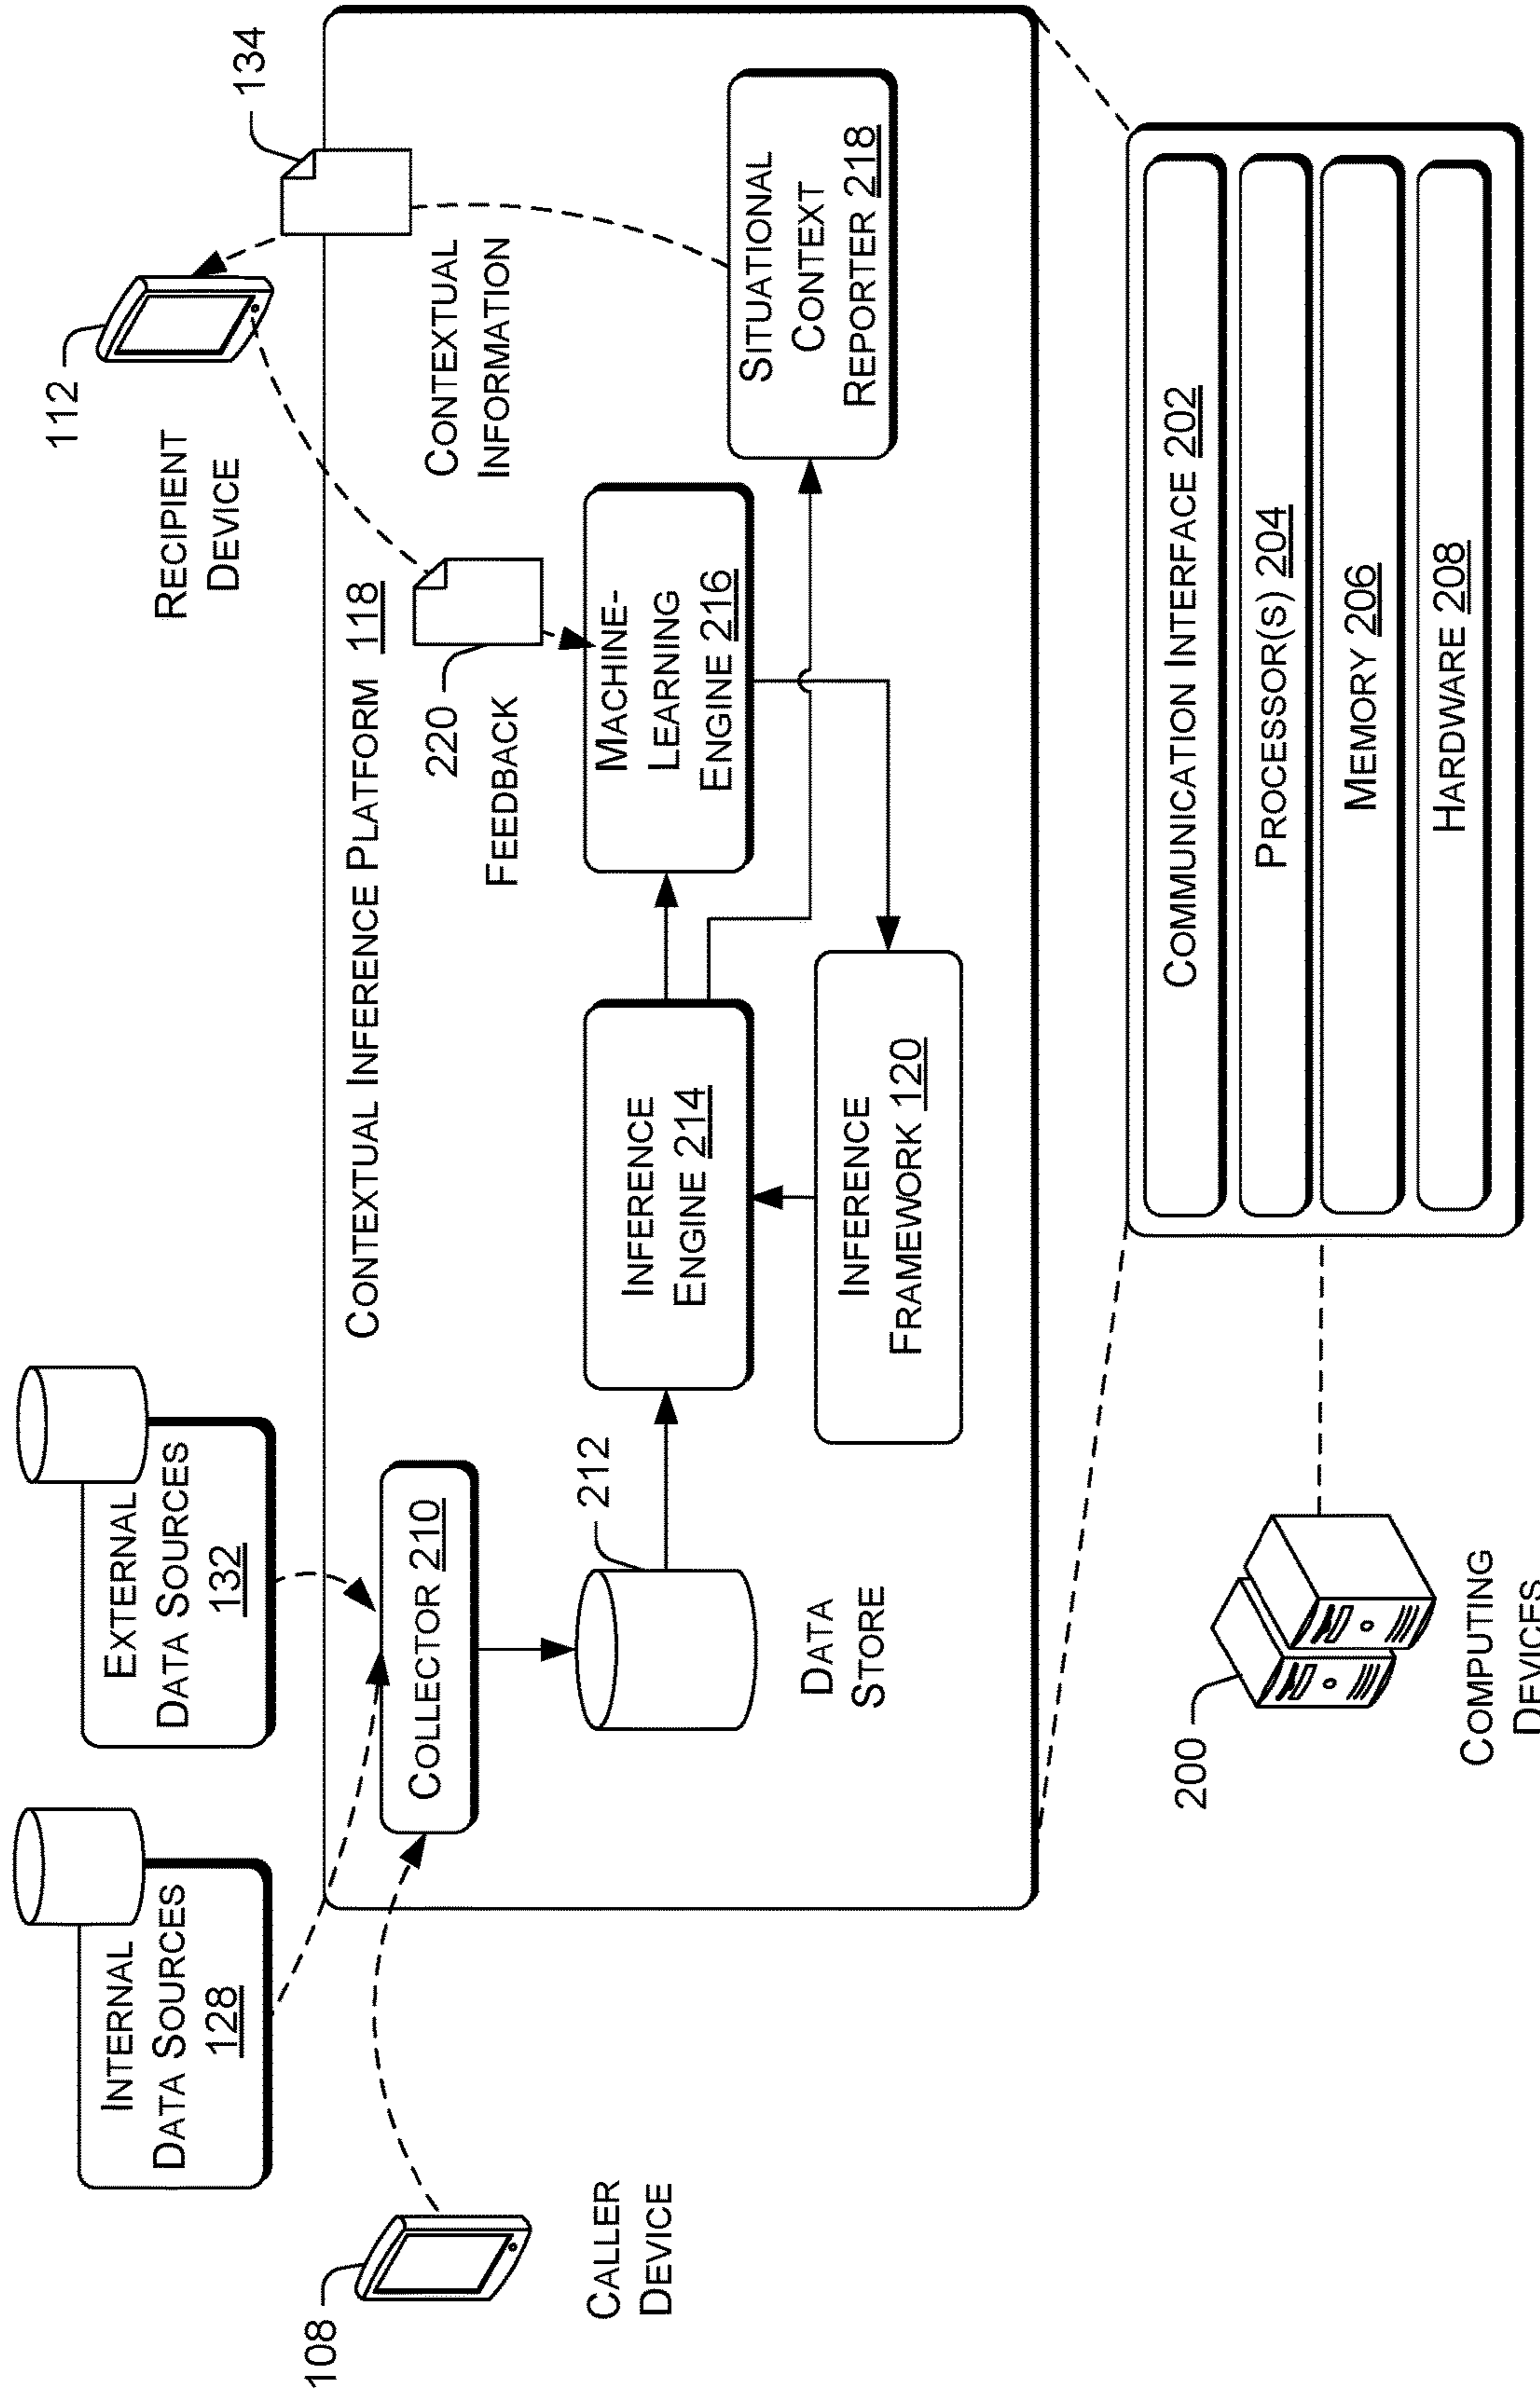 INTERNAL
DATA SOURCES
128
EXTERNAL
DATA SOURCES
132
112
RECIPIENT
DEVICE
134
108
CALLER
DEVICE
CONTEXTUAL INFERENCE PLATFORM 118
COLLECTOR 210
212
DATA
STORE
INFERENCE
ENGINE 214
INFERENCE
FRAMEWORK 120
220
FEEDBACK
MACHINE-
LEARNING
ENGINE 216
CONTEXTUAL
INFORMATION
SITUATIONAL
CONTEXT
REPORTER 218
200
COMPUTING
DEVICES
COMMUNICATION INTERFACE 202
PROCESSOR(S) 204
MEMORY 206
HARDWARE 208